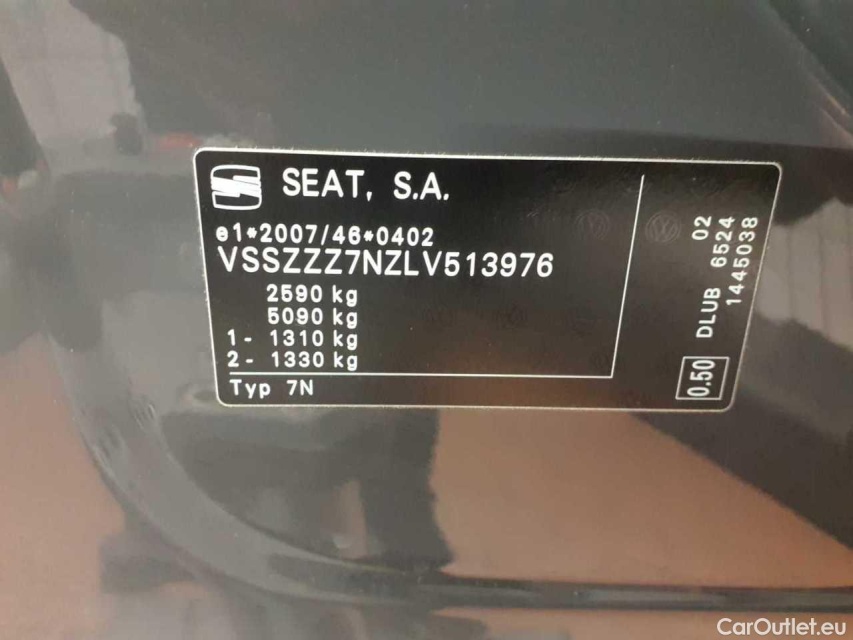 SEAT, S.A.
e1*2007/46*0402
VSSZZZ7NZLV513976
2590 kg
5090 kg
1- 1310 kg
2- 1330 kg
Typ 7N
02
DLUB 6524
1445038
0.50
CarOutlet.eu